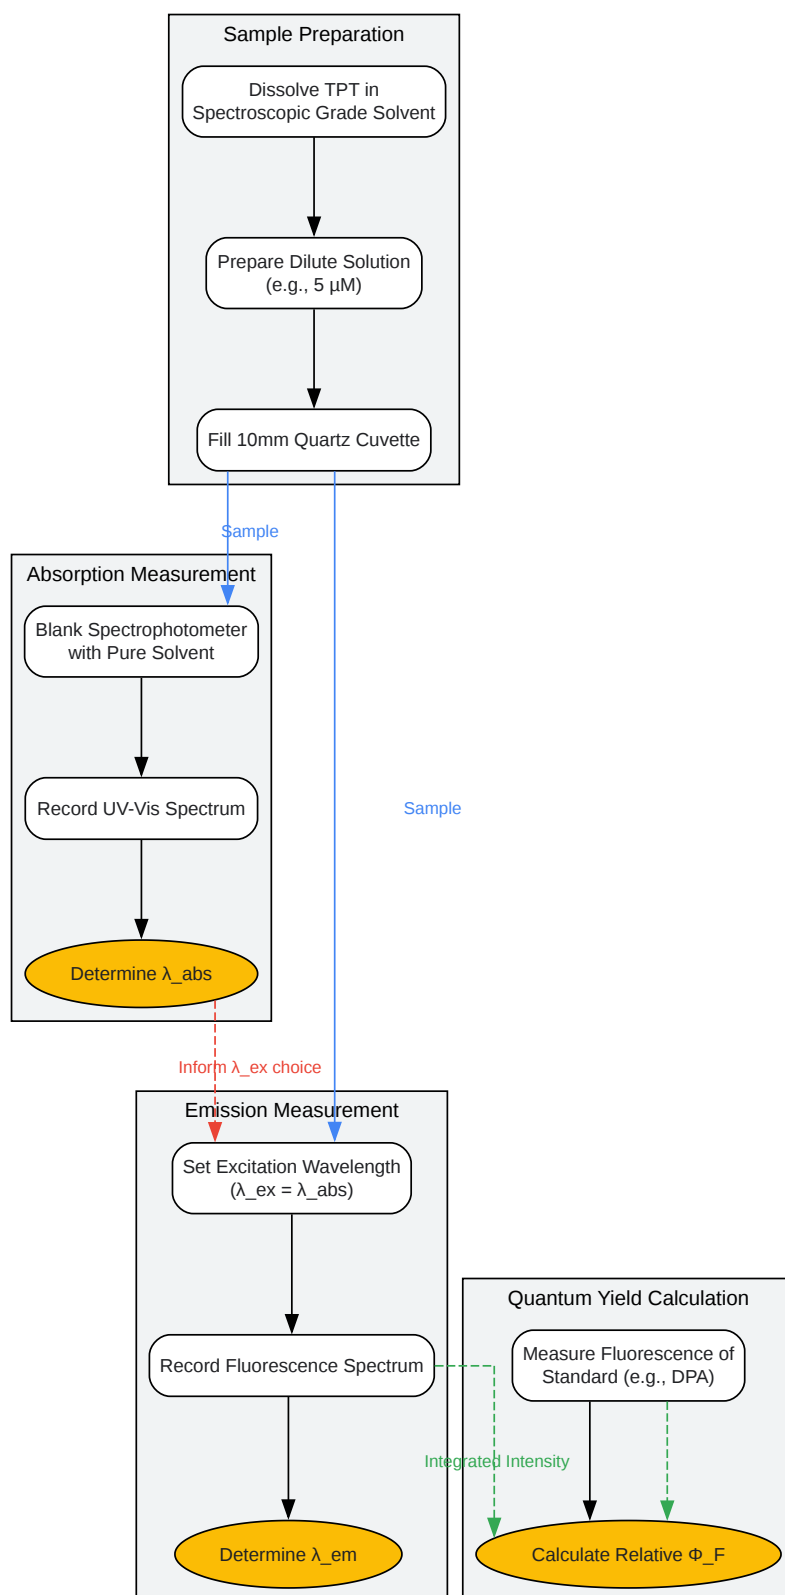 Sample Preparation
Dissolve TPT in
Spectroscopic Grade Solvent
Prepare Dilute Solution
(e.g., 5 µM)
Fill 10mm Quartz Cuvette
Sample
Absorption Measurement
Blank Spectrophotometer
with Pure Solvent
Record UV-Vis Spectrum
Sample
Determine λ_abs
Inform λ_ex choice
Emission Measurement
Set Excitation Wavelength
(λ_ex = λ_abs)
Quantum Yield Calculation
Record Fluorescence Spectrum
Measure Fluorescence of
Standard (e.g., DPA)
Integrated Intensity
Determine λ_em
Calculate Relative Φ_F